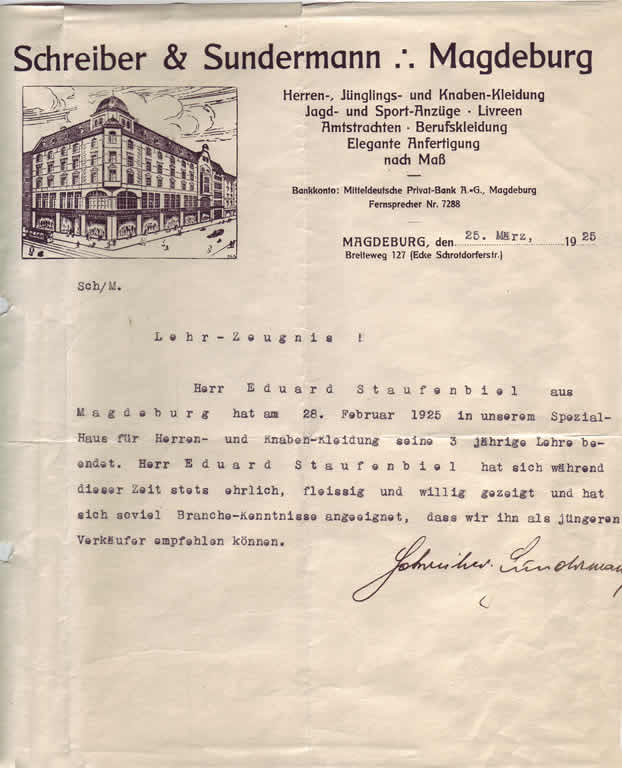 Schreiber & Sundermann ∴ Magdeburg
Herren-, Jünglings- und Knaben-Kleidung
Jagd- und Sport-Anzüge · Livreen
Amtstrachten · Berufskleidung
Elegante Anfertigung
nach Maß
Bankkonto: Mitteldeutsche Privat-Bank A.-G., Magdeburg
Fernsprecher Nr. 7288
MAGDEBURG, den 25. März, 1925
Breiteweg 127 (Ecke Schrotdorferstr.)
Sch/M.
Lehr-Zeugnis !
Herr Eduard Staufenbiel aus
Magdeburg hat am 28. Februar 1925 in unserem Spezial-
Haus für Herren- und Knaben-Kleidung seine 3 jährige Lehre be-
endet. Herr Eduard Staufenbiel hat sich während
dieser Zeit stets ehrlich, fleissig und willig gezeigt und hat
sich soviel Branche-Kenntnisse angeeignet, dass wir ihn als jüngeren
Verkäufer empfehlen können.
Schreiber. Sundermann